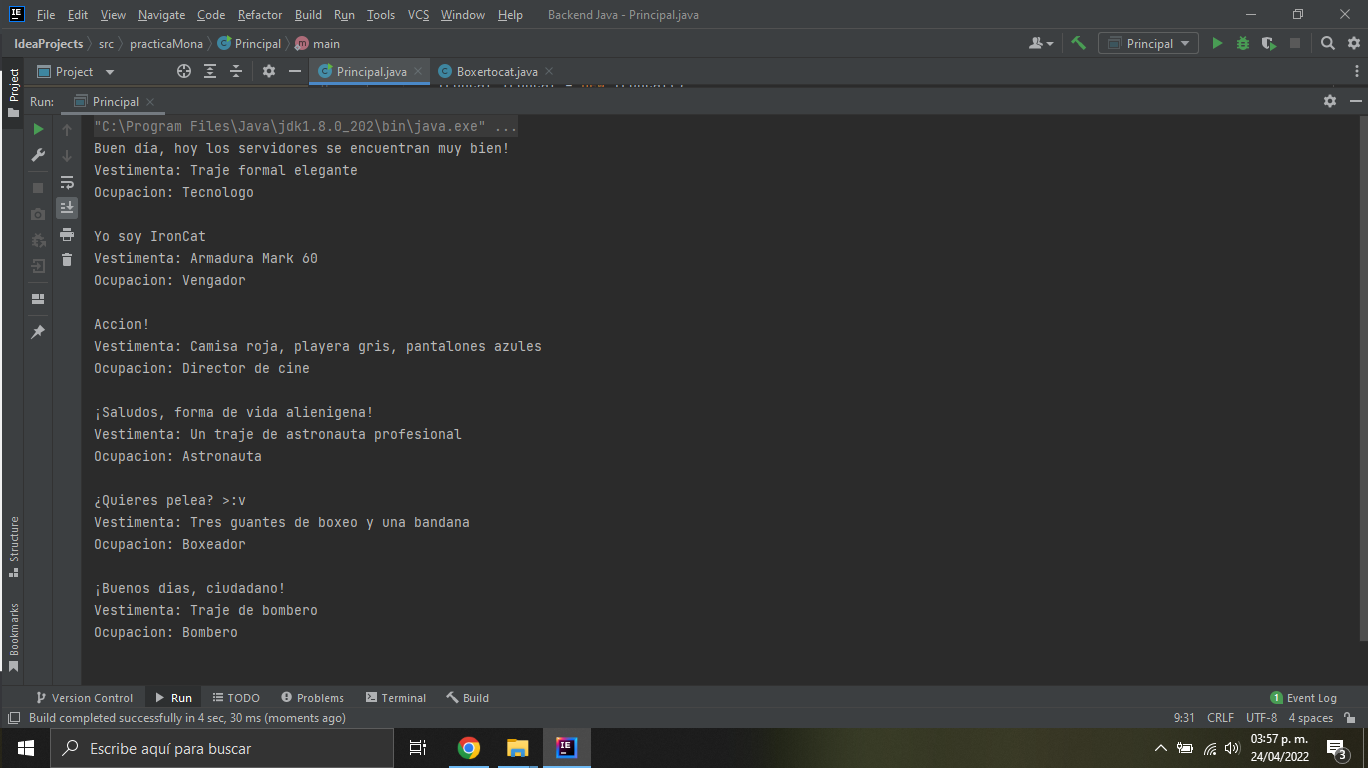 File Edit View Navigate Code Refactor Build Run Tools VCS Window Help Backend Java - Principal.java
IdeaProjects src practicaMona Principal main Principal
Project Principal.java Boxertocat.java
Project
Run: Principal
"C:\Program Files\Java\jdk1.8.0_202\bin\java.exe" ...
Buen día, hoy los servidores se encuentran muy bien!
Vestimenta: Traje formal elegante
Ocupacion: Tecnologo
Yo soy IronCat
Vestimenta: Armadura Mark 60
Ocupacion: Vengador
Accion!
Vestimenta: Camisa roja, playera gris, pantalones azules
Ocupacion: Director de cine
¡Saludos, forma de vida alienigena!
Vestimenta: Un traje de astronauta profesional
Ocupacion: Astronauta
¿Quieres pelea? >:v
Vestimenta: Tres guantes de boxeo y una bandana
Ocupacion: Boxeador
¡Buenos dias, ciudadano!
Vestimenta: Traje de bombero
Ocupacion: Bombero
Structure
Bookmarks
Version Control Run TODO Problems Terminal Build 1 Event Log
Build completed successfully in 4 sec, 30 ms (moments ago) 9:31 CRLF UTF-8 4 spaces
Escribe aquí para buscar
03:57 p. m.
24/04/2022
3